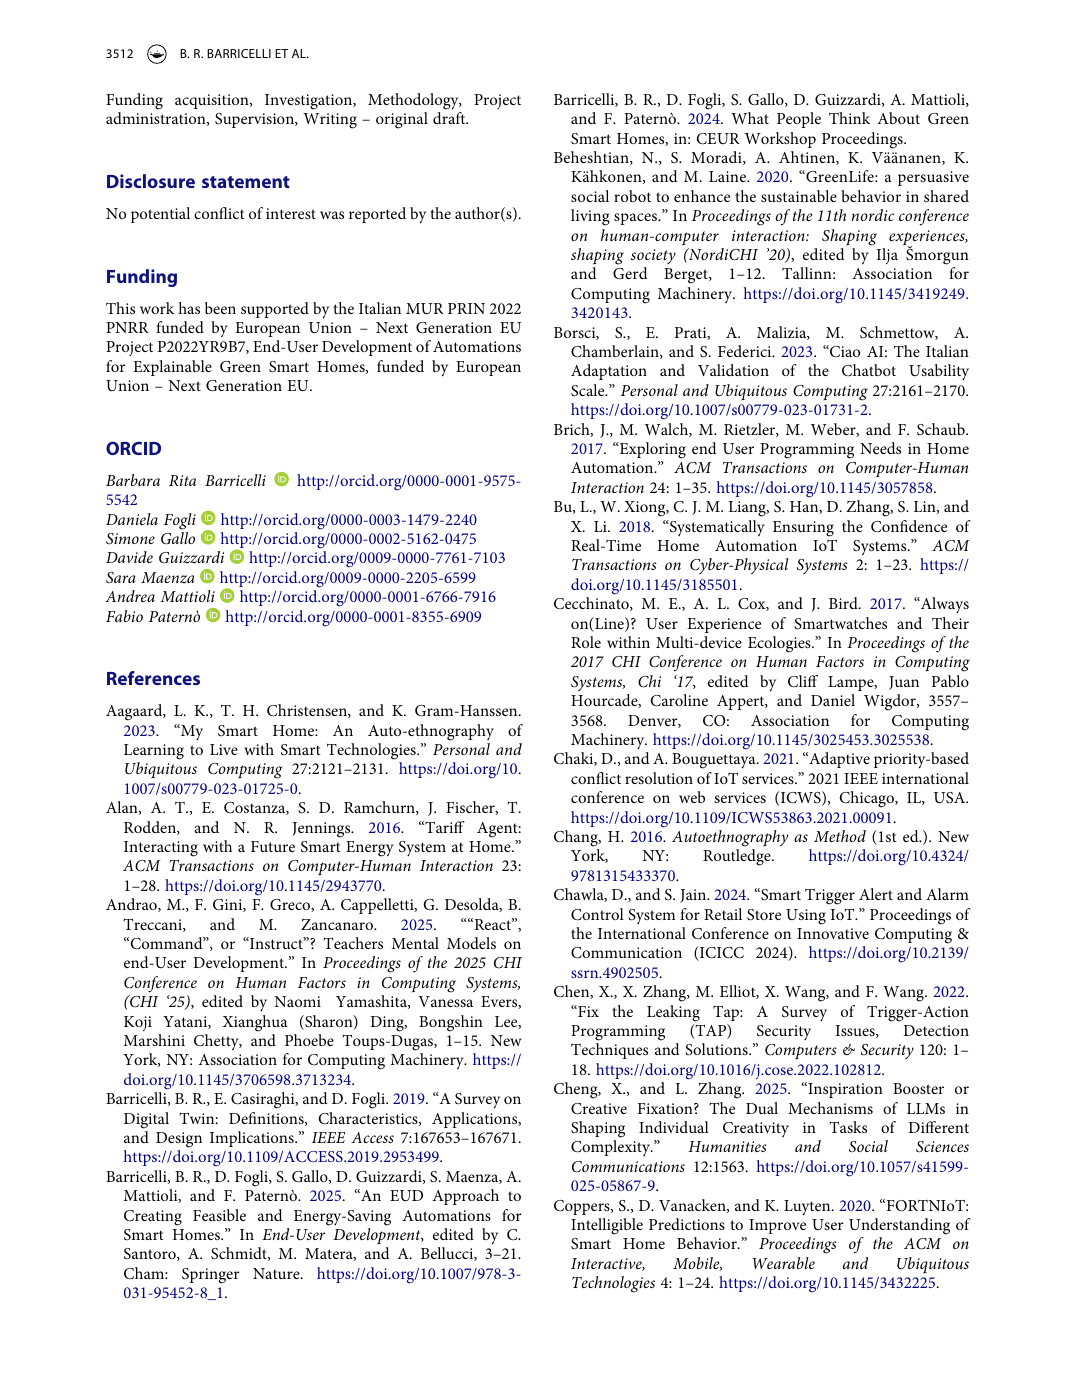 3512 B. R. BARRICELLI ET AL.
Funding acquisition, Investigation, Methodology, Project
administration, Supervision, Writing – original draft.
Disclosure statement
No potential conflict of interest was reported by the author(s).
Funding
This work has been supported by the Italian MUR PRIN 2022
PNRR funded by European Union – Next Generation EU
Project P2022YR9B7, End-User Development of Automations
for Explainable Green Smart Homes, funded by European
Union – Next Generation EU.
ORCID
Barbara Rita Barricelli iD http://orcid.org/0000-0001-9575-
5542
Daniela Fogli iD http://orcid.org/0000-0003-1479-2240
Simone Gallo iD http://orcid.org/0000-0002-5162-0475
Davide Guizzardi iD http://orcid.org/0009-0000-7761-7103
Sara Maenza iD http://orcid.org/0009-0000-2205-6599
Andrea Mattioli iD http://orcid.org/0000-0001-6766-7916
Fabio Paternò iD http://orcid.org/0000-0001-8355-6909
References
Aagaard, L. K., T. H. Christensen, and K. Gram-Hanssen.
2023. “My Smart Home: An Auto-ethnography of
Learning to Live with Smart Technologies.” Personal and
Ubiquitous Computing 27:2121–2131. https://doi.org/10.
1007/s00779-023-01725-0.
Alan, A. T., E. Costanza, S. D. Ramchurn, J. Fischer, T.
Rodden, and N. R. Jennings. 2016. “Tariff Agent:
Interacting with a Future Smart Energy System at Home.”
ACM Transactions on Computer-Human Interaction 23:
1–28. https://doi.org/10.1145/2943770.
Andrao, M., F. Gini, F. Greco, A. Cappelletti, G. Desolda, B.
Treccani, and M. Zancanaro. 2025. ““React”,
“Command”, or “Instruct”? Teachers Mental Models on
end-User Development.” In Proceedings of the 2025 CHI
Conference on Human Factors in Computing Systems,
(CHI ‘25), edited by Naomi Yamashita, Vanessa Evers,
Koji Yatani, Xianghua (Sharon) Ding, Bongshin Lee,
Marshini Chetty, and Phoebe Toups-Dugas, 1–15. New
York, NY: Association for Computing Machinery. https://
doi.org/10.1145/3706598.3713234.
Barricelli, B. R., E. Casiraghi, and D. Fogli. 2019. “A Survey on
Digital Twin: Definitions, Characteristics, Applications,
and Design Implications.” IEEE Access 7:167653–167671.
https://doi.org/10.1109/ACCESS.2019.2953499.
Barricelli, B. R., D. Fogli, S. Gallo, D. Guizzardi, S. Maenza, A.
Mattioli, and F. Paternò. 2025. “An EUD Approach to
Creating Feasible and Energy-Saving Automations for
Smart Homes.” In End-User Development, edited by C.
Santoro, A. Schmidt, M. Matera, and A. Bellucci, 3–21.
Cham: Springer Nature. https://doi.org/10.1007/978-3-
031-95452-8_1.
Barricelli, B. R., D. Fogli, S. Gallo, D. Guizzardi, A. Mattioli,
and F. Paternò. 2024. What People Think About Green
Smart Homes, in: CEUR Workshop Proceedings.
Beheshtian, N., S. Moradi, A. Ahtinen, K. Väänanen, K.
Kähkonen, and M. Laine. 2020. “GreenLife: a persuasive
social robot to enhance the sustainable behavior in shared
living spaces.” In Proceedings of the 11th nordic conference
on human-computer interaction: Shaping experiences,
shaping society (NordiCHI ’20), edited by Ilja Šmorgun
and Gerd Berget, 1–12. Tallinn: Association for
Computing Machinery. https://doi.org/10.1145/3419249.
3420143.
Borsci, S., E. Prati, A. Malizia, M. Schmettow, A.
Chamberlain, and S. Federici. 2023. “Ciao AI: The Italian
Adaptation and Validation of the Chatbot Usability
Scale.” Personal and Ubiquitous Computing 27:2161–2170.
https://doi.org/10.1007/s00779-023-01731-2.
Brich, J., M. Walch, M. Rietzler, M. Weber, and F. Schaub.
2017. “Exploring end User Programming Needs in Home
Automation.” ACM Transactions on Computer-Human
Interaction 24: 1–35. https://doi.org/10.1145/3057858.
Bu, L., W. Xiong, C. J. M. Liang, S. Han, D. Zhang, S. Lin, and
X. Li. 2018. “Systematically Ensuring the Confidence of
Real-Time Home Automation IoT Systems.” ACM
Transactions on Cyber-Physical Systems 2: 1–23. https://
doi.org/10.1145/3185501.
Cecchinato, M. E., A. L. Cox, and J. Bird. 2017. “Always
on(Line)? User Experience of Smartwatches and Their
Role within Multi-device Ecologies.” In Proceedings of the
2017 CHI Conference on Human Factors in Computing
Systems, Chi ‘17, edited by Cliff Lampe, Juan Pablo
Hourcade, Caroline Appert, and Daniel Wigdor, 3557–
3568. Denver, CO: Association for Computing
Machinery. https://doi.org/10.1145/3025453.3025538.
Chaki, D., and A. Bouguettaya. 2021. “Adaptive priority-based
conflict resolution of IoT services.” 2021 IEEE international
conference on web services (ICWS), Chicago, IL, USA.
https://doi.org/10.1109/ICWS53863.2021.00091.
Chang, H. 2016. Autoethnography as Method (1st ed.). New
York, NY: Routledge. https://doi.org/10.4324/
9781315433370.
Chawla, D., and S. Jain. 2024. “Smart Trigger Alert and Alarm
Control System for Retail Store Using IoT.” Proceedings of
the International Conference on Innovative Computing &
Communication (ICICC 2024). https://doi.org/10.2139/
ssrn.4902505.
Chen, X., X. Zhang, M. Elliot, X. Wang, and F. Wang. 2022.
“Fix the Leaking Tap: A Survey of Trigger-Action
Programming (TAP) Security Issues, Detection
Techniques and Solutions.” Computers & Security 120: 1–
18. https://doi.org/10.1016/j.cose.2022.102812.
Cheng, X., and L. Zhang. 2025. “Inspiration Booster or
Creative Fixation? The Dual Mechanisms of LLMs in
Shaping Individual Creativity in Tasks of Different
Complexity.” Humanities and Social Sciences
Communications 12:1563. https://doi.org/10.1057/s41599-
025-05867-9.
Coppers, S., D. Vanacken, and K. Luyten. 2020. “FORTNIoT:
Intelligible Predictions to Improve User Understanding of
Smart Home Behavior.” Proceedings of the ACM on
Interactive, Mobile, Wearable and Ubiquitous
Technologies 4: 1–24. https://doi.org/10.1145/3432225.